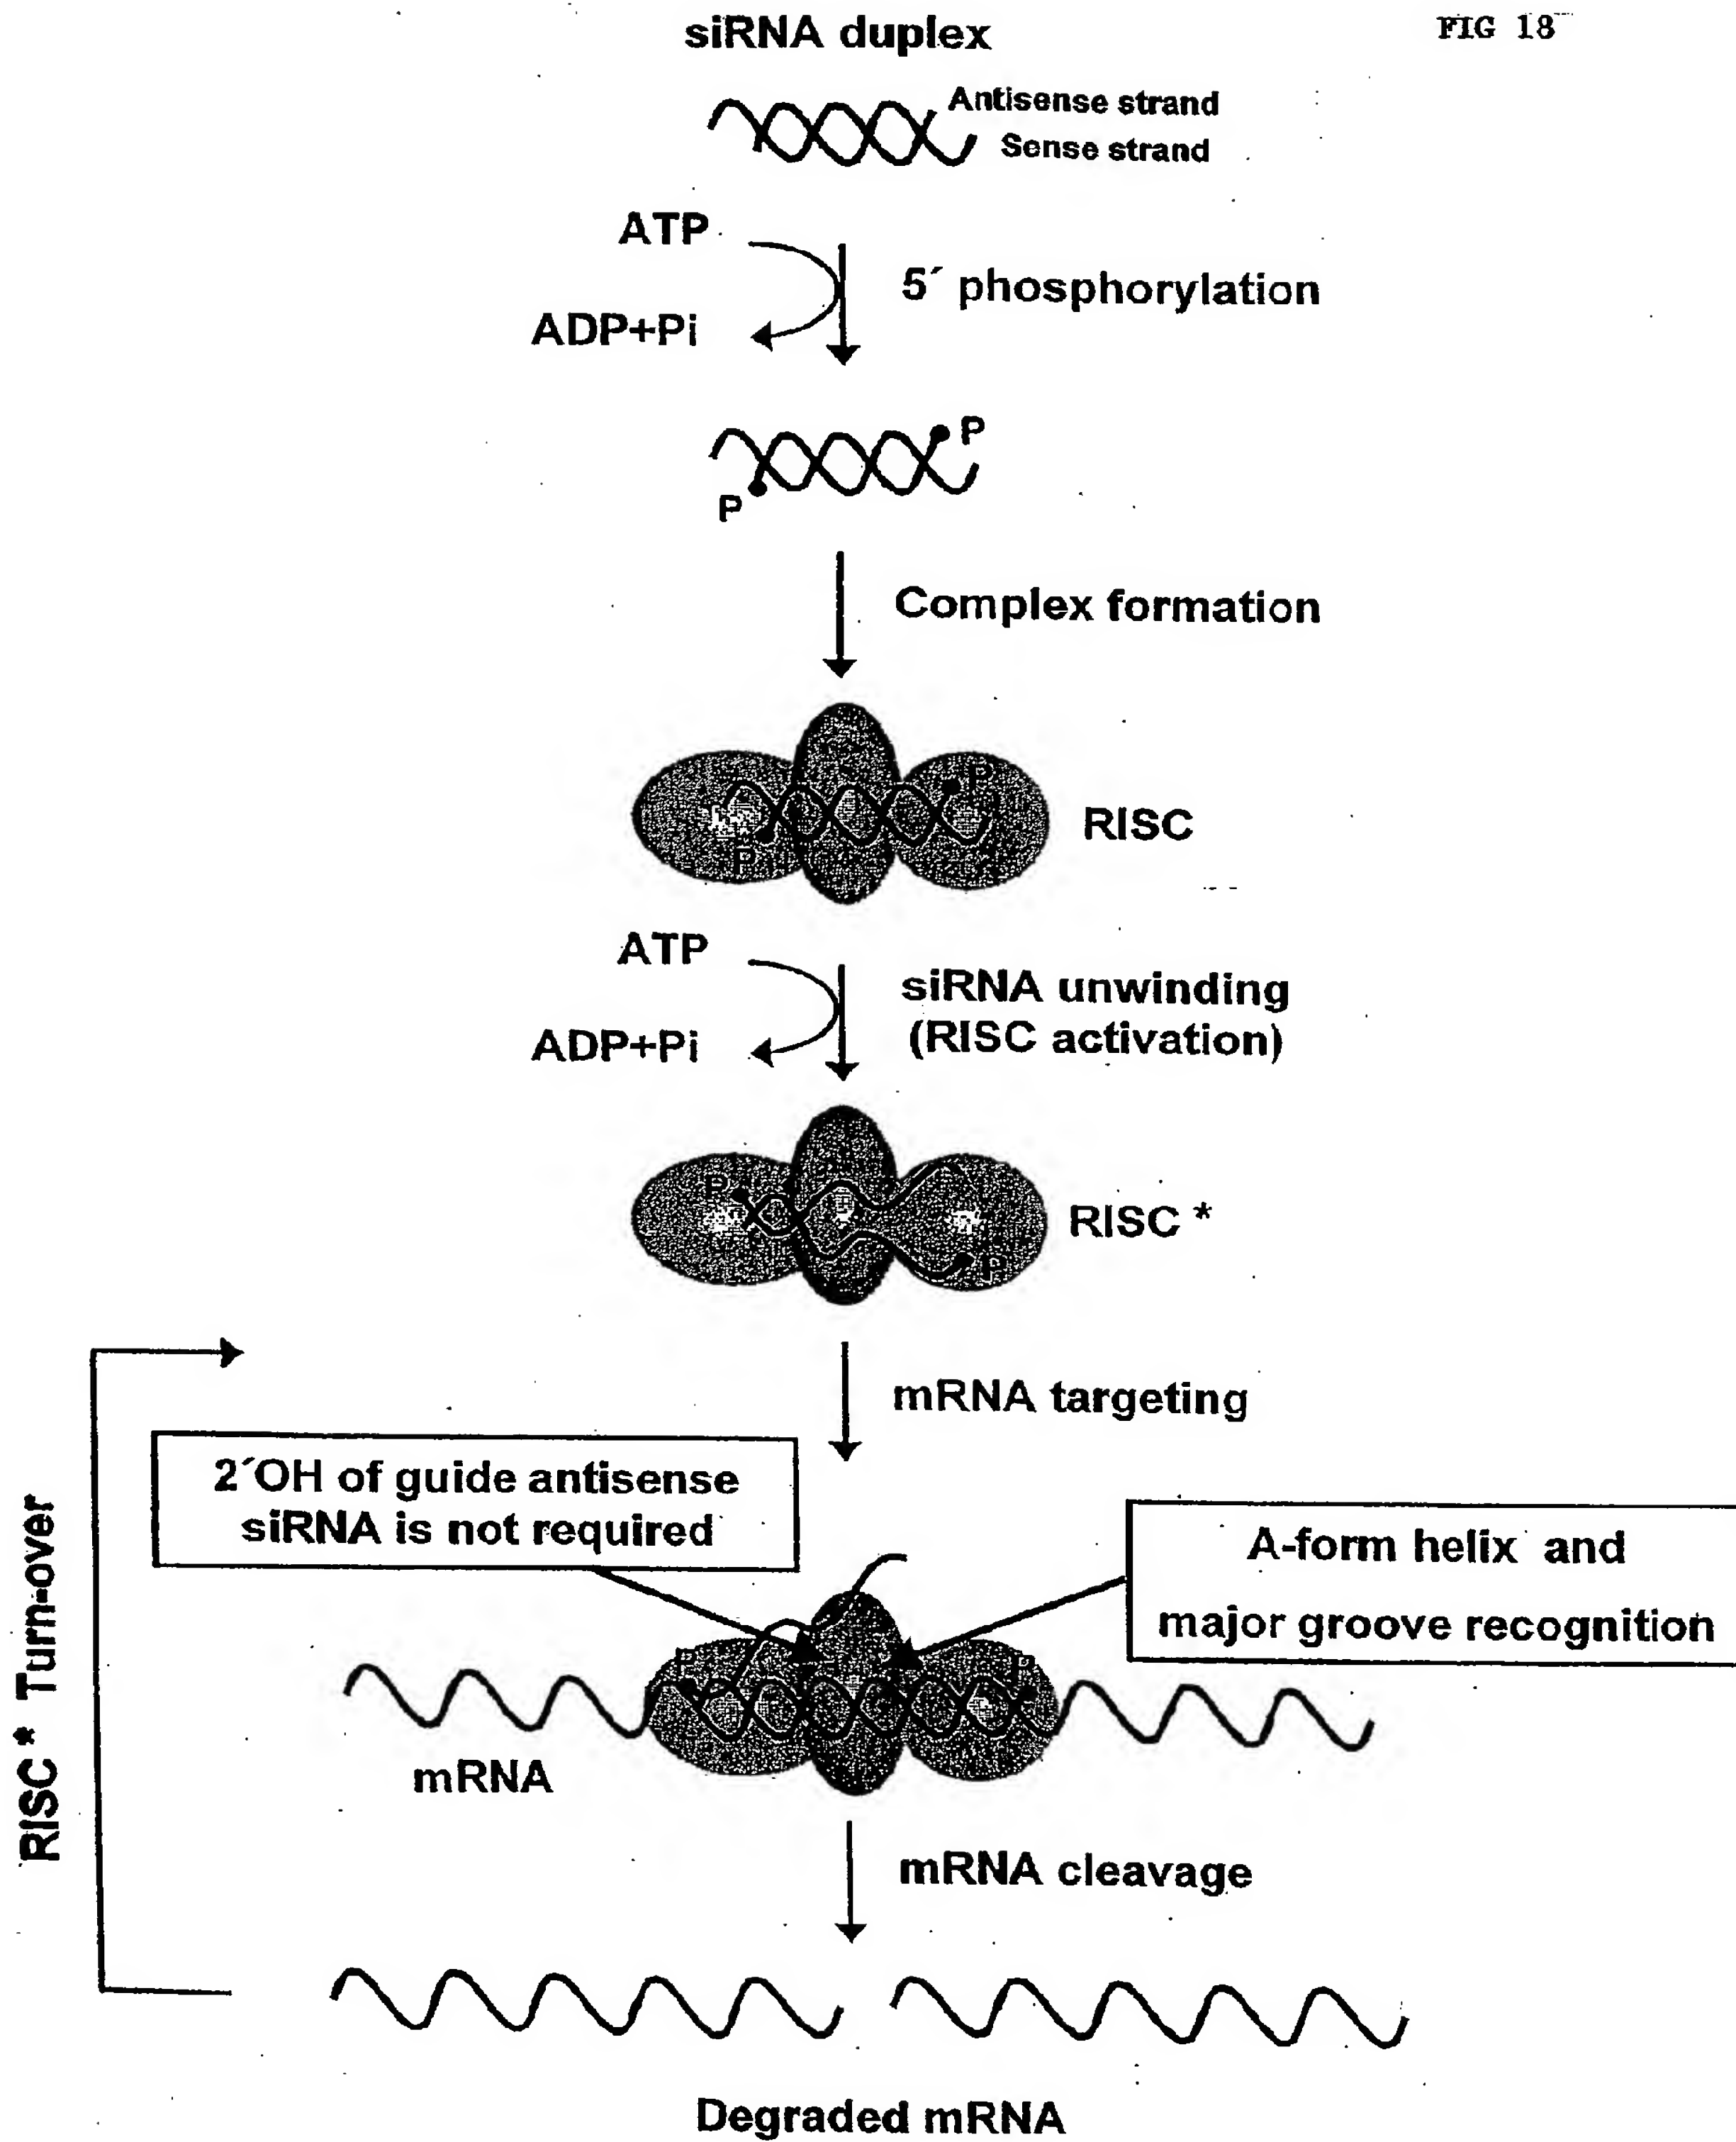 siRNA duplex
FIG 18
Antisense strand
Sense strand
ATP
5´ phosphorylation
ADP+Pi
P
P
Complex formation
P
RISC
P
ATP
siRNA unwinding
(RISC activation)
ADP+Pi
P
RISC *
P
mRNA targeting
2´OH of guide antisense
siRNA is not required
A-form helix and
major groove recognition
RISC * Turn-over
P
P
mRNA
mRNA cleavage
Degraded mRNA